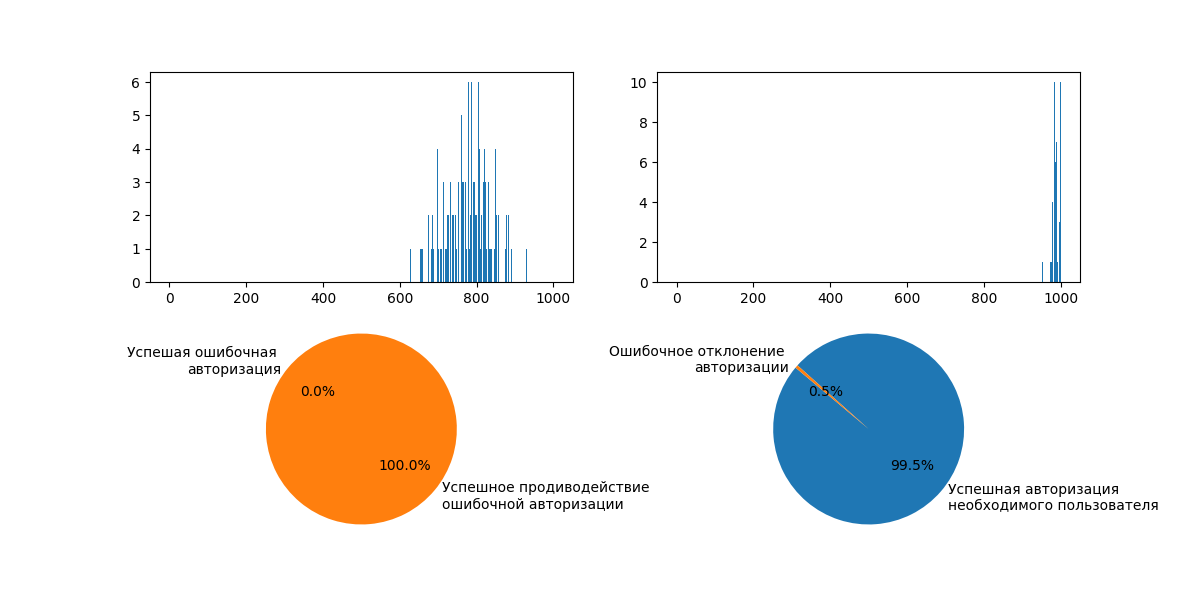 6
5
4
3
2
1
0
0 200 400 600 800 1000
10
8
6
4
2
0
0 200 400 600 800 1000
Успешая ошибочная
авторизация
0.0%
100.0%
Успешное продиводействие
ошибочной авторизации
Ошибочное отклонение
авторизации
0.5%
99.5%
Успешная авторизация
необходимого пользователя